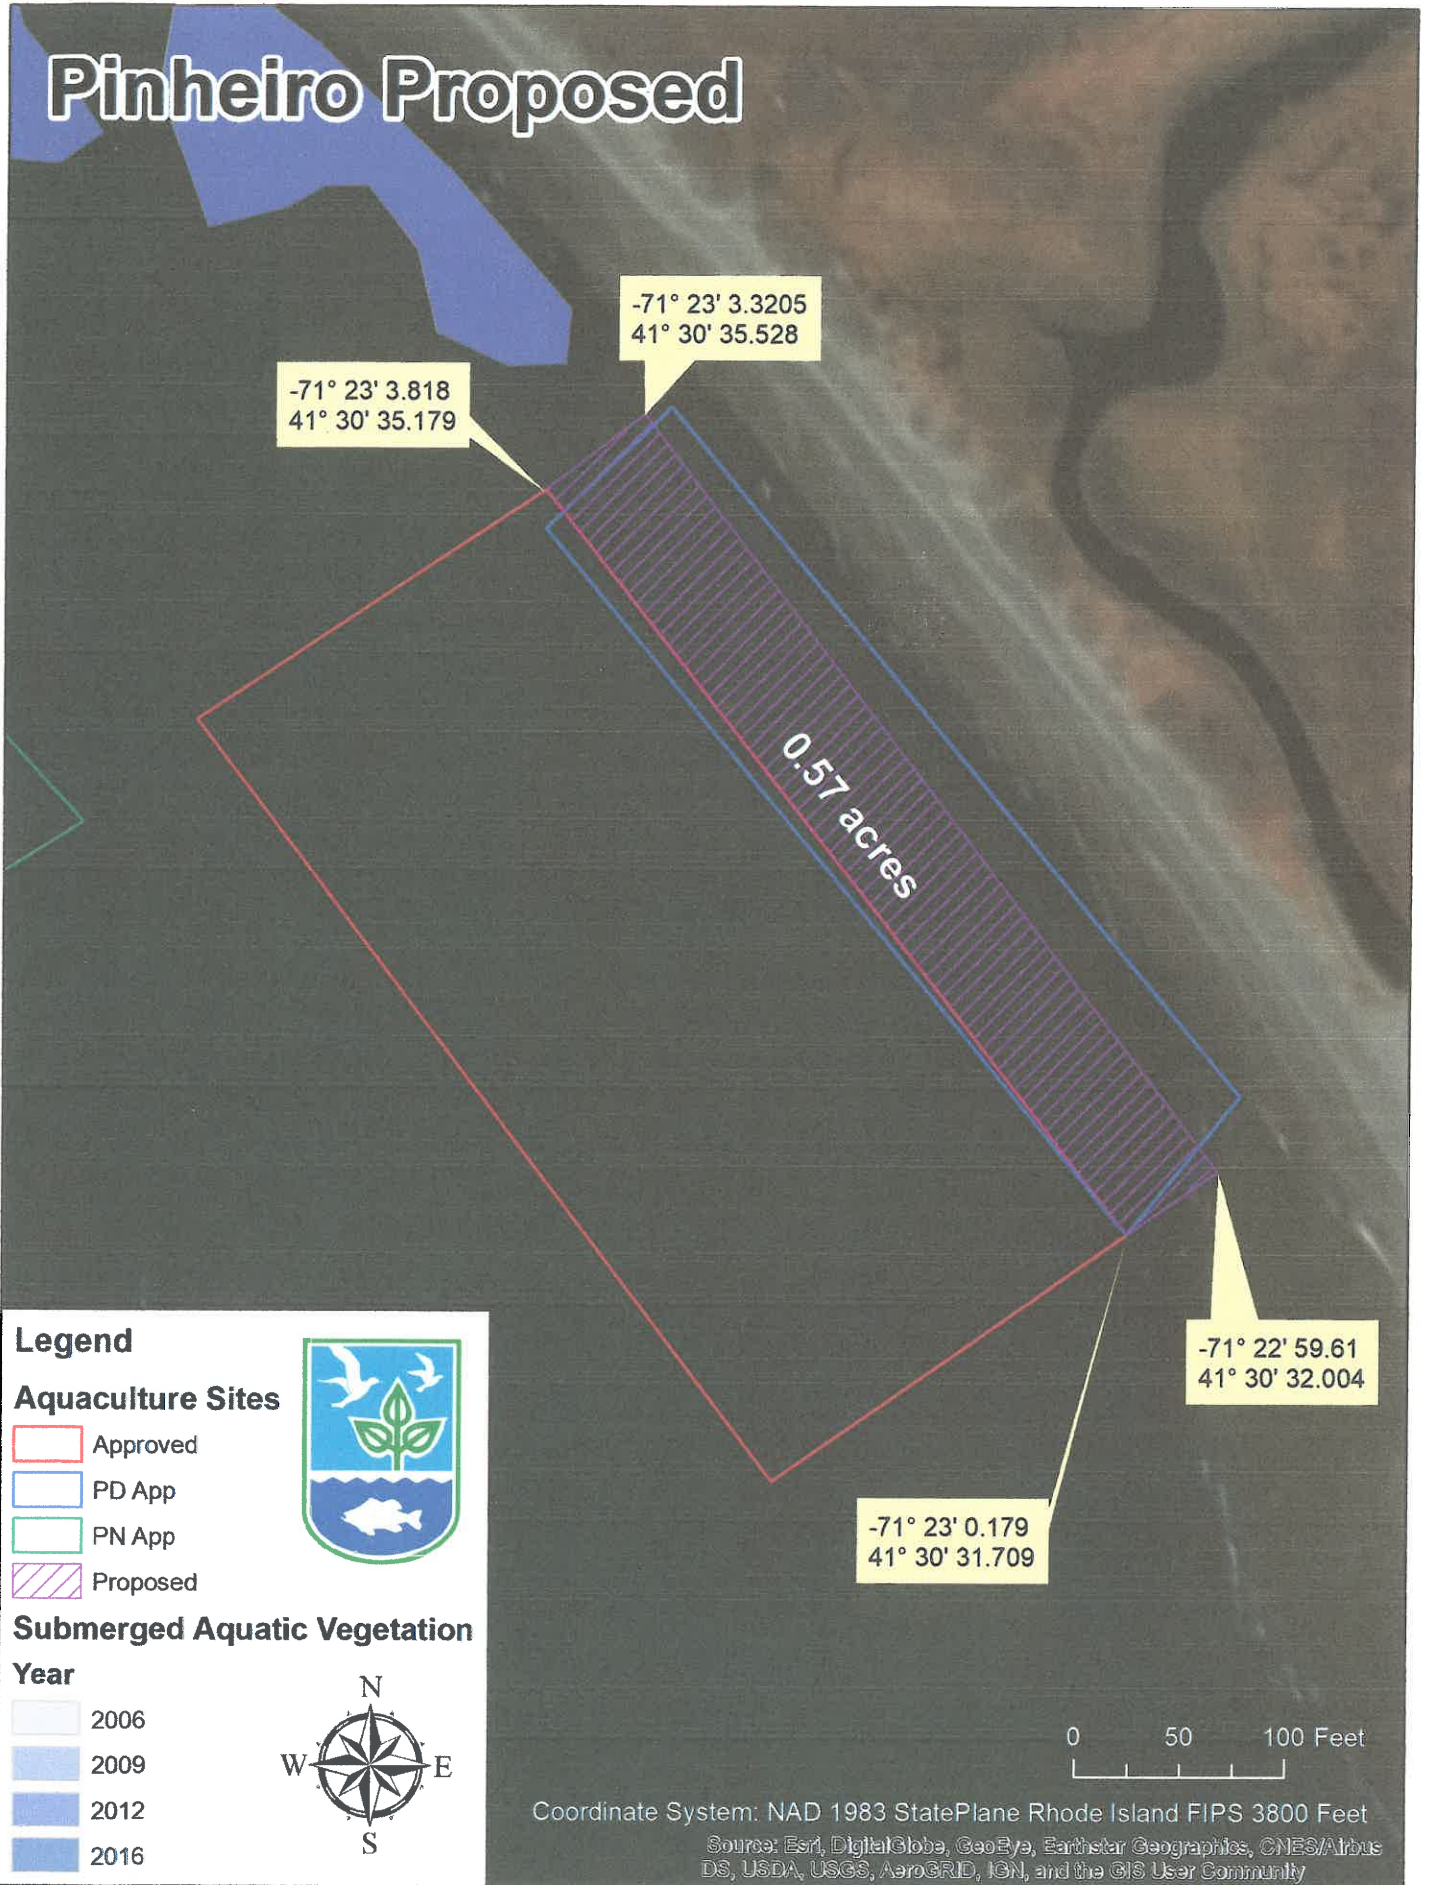 Pinheiro Proposed
-71° 23' 3.3205
41° 30' 35.528
-71° 23' 3.818
41° 30' 35.179
0.57 acres
-71° 22' 59.61
41° 30' 32.004
-71° 23' 0.179
41° 30' 31.709
Legend
Aquaculture Sites
Approved
PD App
PN App
Proposed
Submerged Aquatic Vegetation
Year
2006
2009
2012
2016
N
W E
S
0 50 100 Feet
Coordinate System: NAD 1983 StatePlane Rhode Island FIPS 3800 Feet
Source: Esri, DigitalGlobe, GeoEye, Earthstar Geographics, CNES/Airbus
DS, USDA, USGS, AeroGRID, IGN, and the GIS User Community